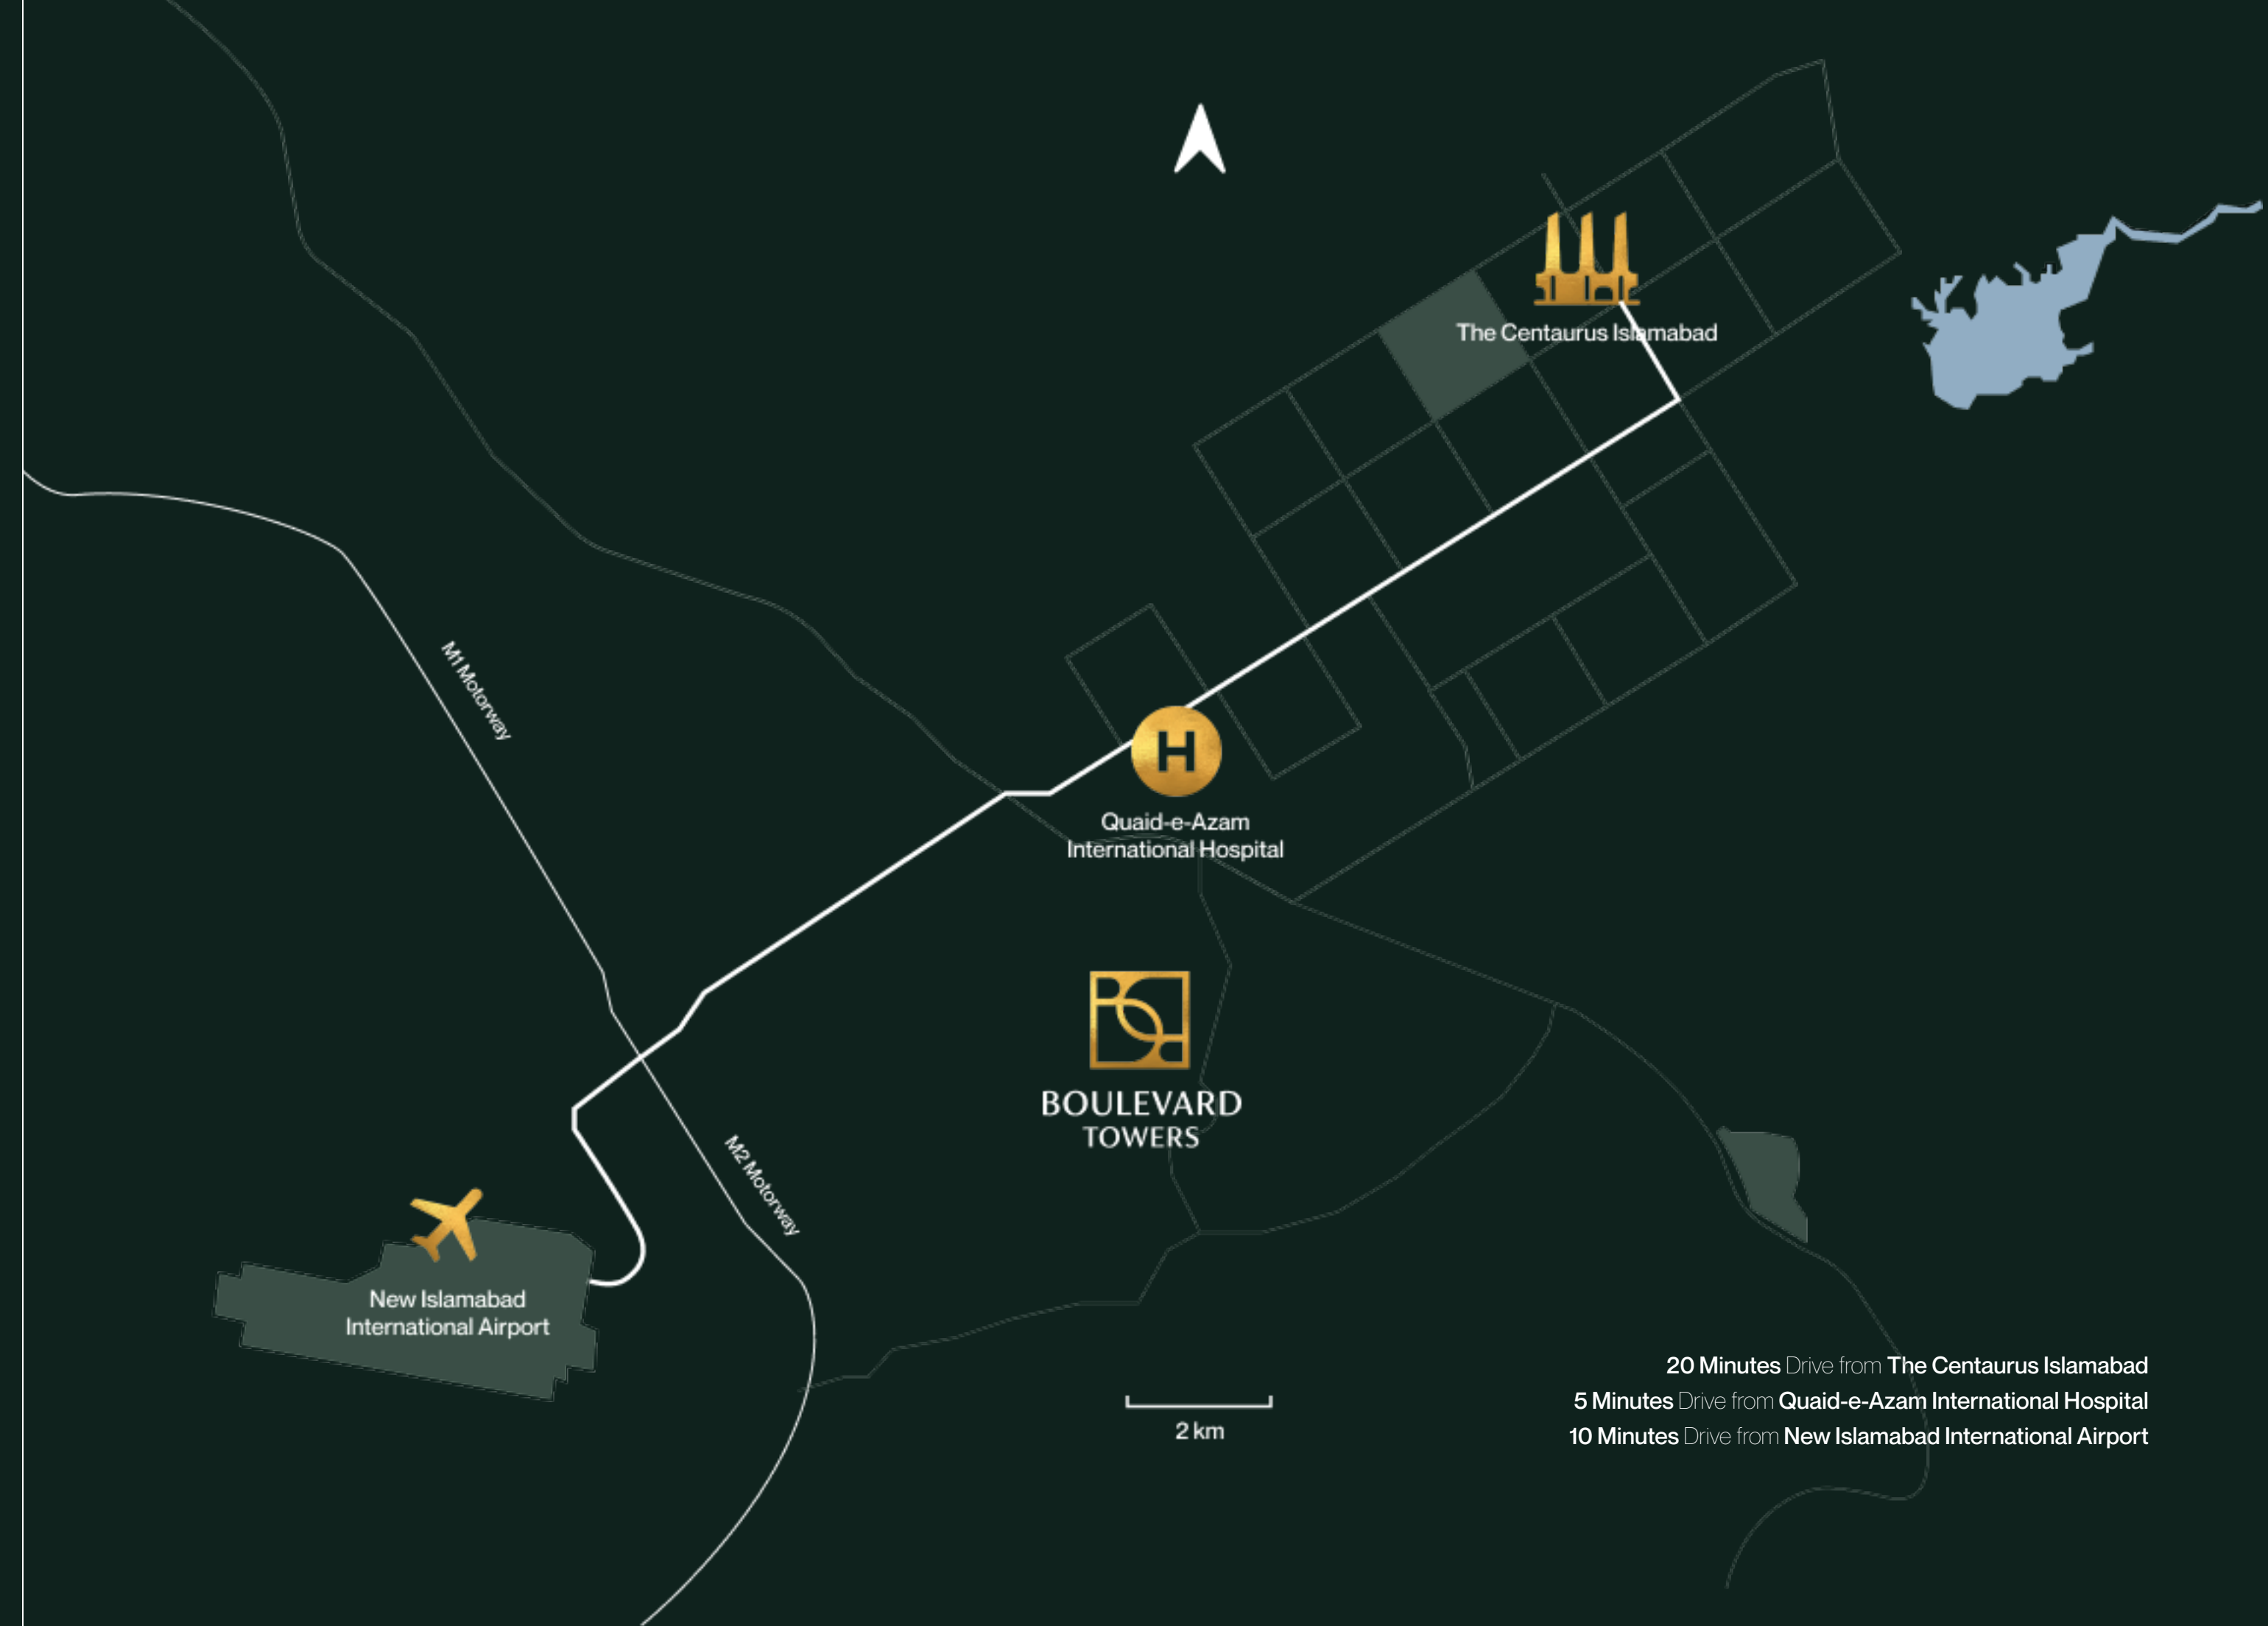 The Centaurus Islamabad
M1 Motorway
H
Quaid-e-Azam
International Hospital
BOULEVARD
TOWERS
M2 Motorway
New Islamabad
International Airport
20 Minutes Drive from The Centaurus Islamabad
5 Minutes Drive from Quaid-e-Azam International Hospital
10 Minutes Drive from New Islamabad International Airport
2 km